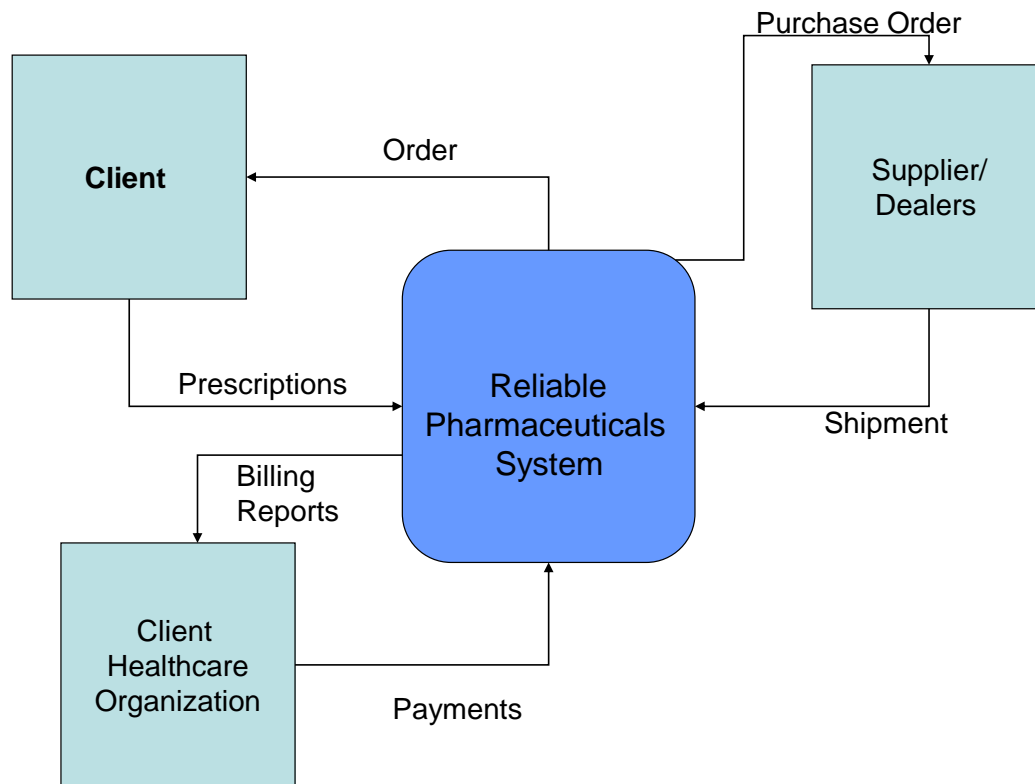 Purchase Order
Client
Order
Supplier/
Dealers
Prescriptions
Reliable
Pharmaceuticals
System
Shipment
Billing
Reports
Client
Healthcare
Organization
Payments